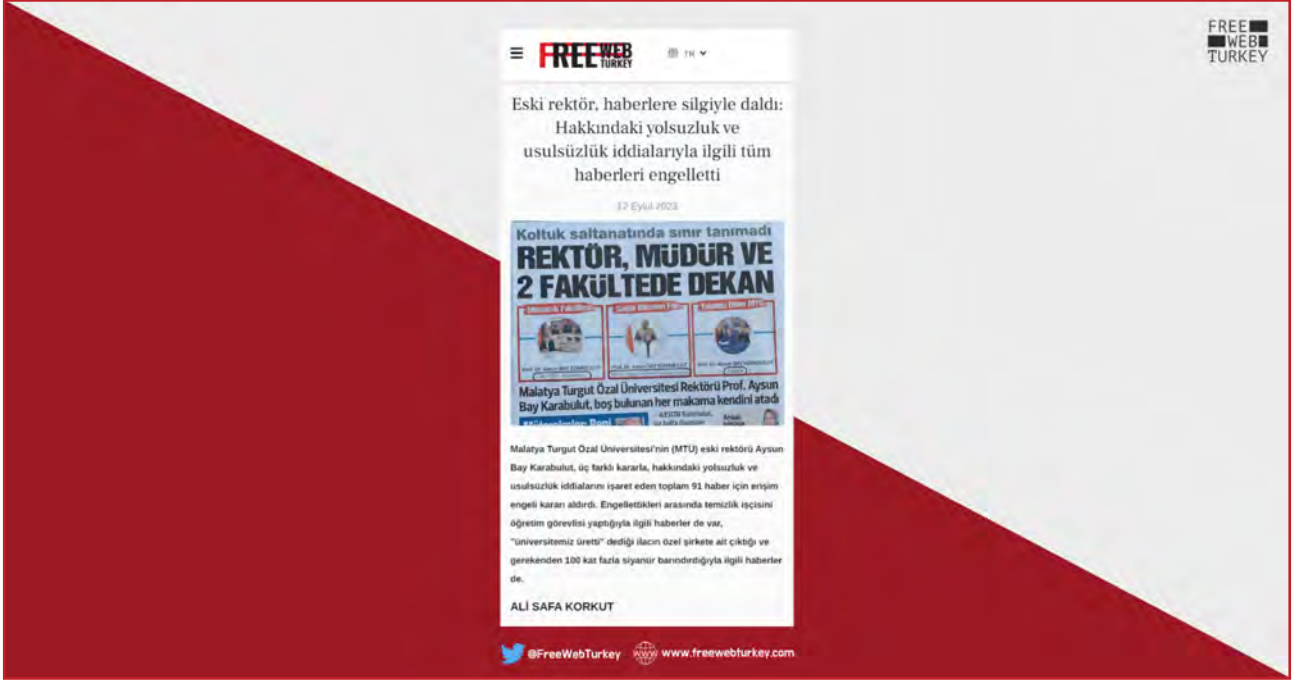 FREE
WEB
TURKEY
FREE WEB
TURKEY
TR
Eski rektör, haberlere silgiyle daldı:
Hakkındaki yolsuzluk ve
usulsüzlük iddialarıyla ilgili tüm
haberleri engelletti
12 Eylül 2023
Koltuk saltanatında sınır tanımadı
REKTÖR, MÜDÜR VE
2 FAKÜLTEDE DEKAN
Malatya Turgut Özal Üniversitesi Rektörü Prof. Aysun
Bay Karabulut, boş bulunan her makama kendini atadı
Malatya Turgut Özal Üniversitesi'nin (MTÜ) eski rektörü Aysun
Bay Karabulut, üç farklı kararla, hakkındaki yolsuzluk ve
usulsüzlük iddialarını işaret eden toplam 91 haber için erişim
engeli kararı aldırdı. Engellettikleri arasında temizlik işçisini
öğretim görevlisi yaptığıyla ilgili haberler de var,
"üniversitemiz üretti" dediği ilacın özel şirkete ait çıktığı ve
gerekenden 100 kat fazla siyanür barındırdığıyla ilgili haberler
de.
ALİ SAFA KORKUT
@FreeWebTurkey www www.freewebturkey.com